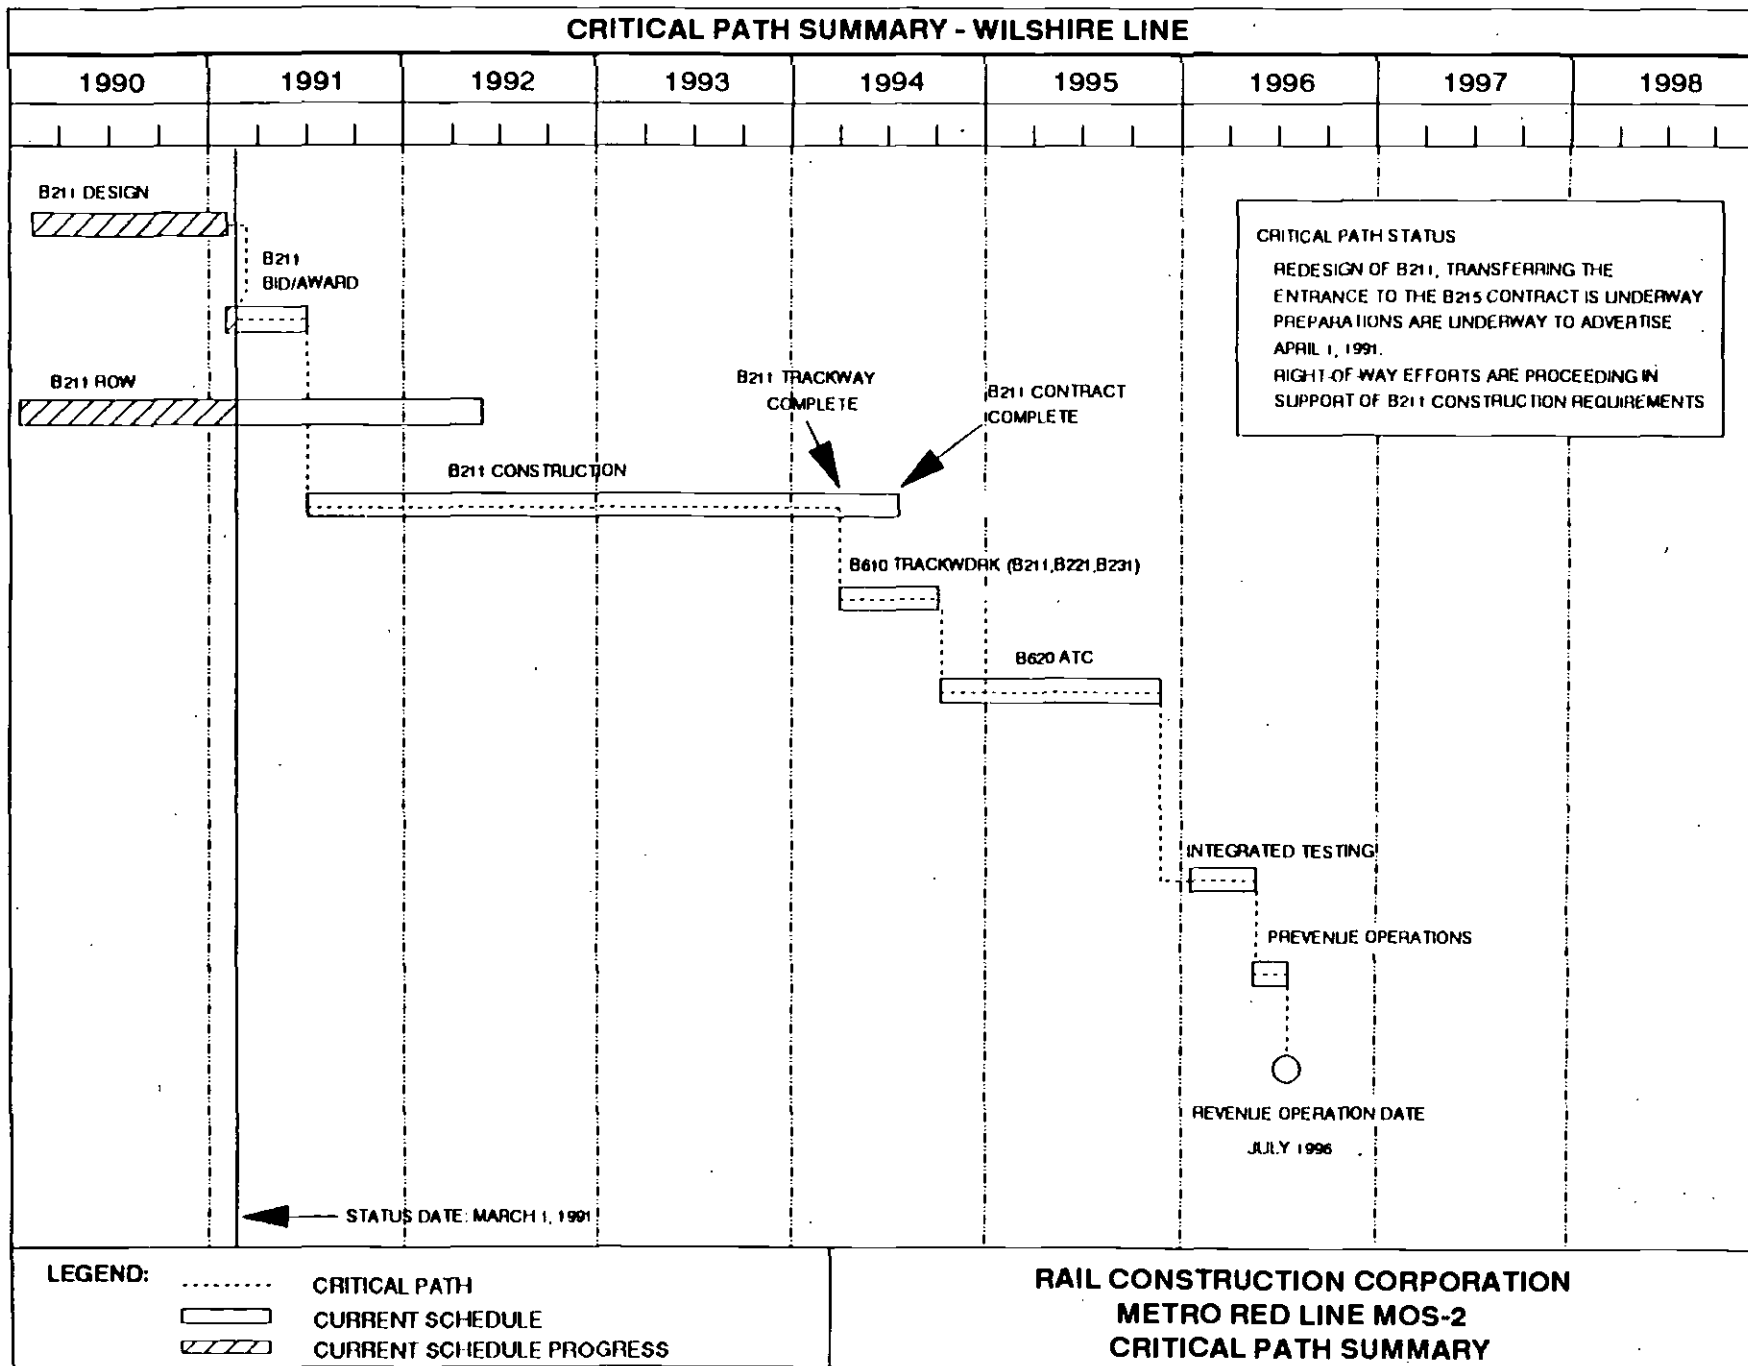 CRITICAL PATH SUMMARY - WILSHIRE LINE
1990 1991 1992 1993 1994 1995 1996 1997 1998
B211 DESIGN
B211
BID/AWARD
B211 ROW
B211 TRACKWAY
COMPLETE
B211 CONTRACT
COMPLETE
CRITICAL PATH STATUS
REDESIGN OF B211, TRANSFERRING THE
ENTRANCE TO THE B215 CONTRACT IS UNDERWAY
PREPARATIONS ARE UNDERWAY TO ADVERTISE
APRIL 1, 1991.
RIGHT-OF-WAY EFFORTS ARE PROCEEDING IN
SUPPORT OF B211 CONSTRUCTION REQUIREMENTS
B211 CONSTRUCTION
B610 TRACKWORK (B211,B221,B231)
B620 ATC
INTEGRATED TESTING
PREVENUE OPERATIONS
REVENUE OPERATION DATE
JULY 1996
STATUS DATE: MARCH 1, 1991
LEGEND:
CRITICAL PATH
CURRENT SCHEDULE
CURRENT SCHEDULE PROGRESS
RAIL CONSTRUCTION CORPORATION
METRO RED LINE MOS-2
CRITICAL PATH SUMMARY